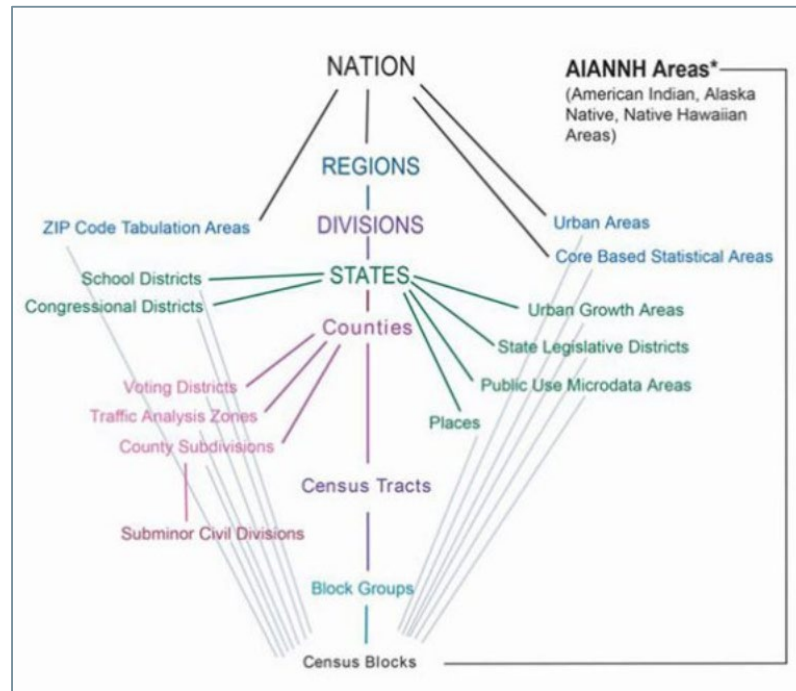 NATION
AIANNH Areas*
(American Indian, Alaska
Native, Native Hawaiian
Areas)
REGIONS
ZIP Code Tabulation Areas
DIVISIONS
Urban Areas
Core Based Statistical Areas
School Districts
STATES
Congressional Districts
Urban Growth Areas
Counties
State Legislative Districts
Voting Districts
Public Use Microdata Areas
Traffic Analysis Zones
Places
County Subdivisions
Census Tracts
Subminor Civil Divisions
Block Groups
Census Blocks